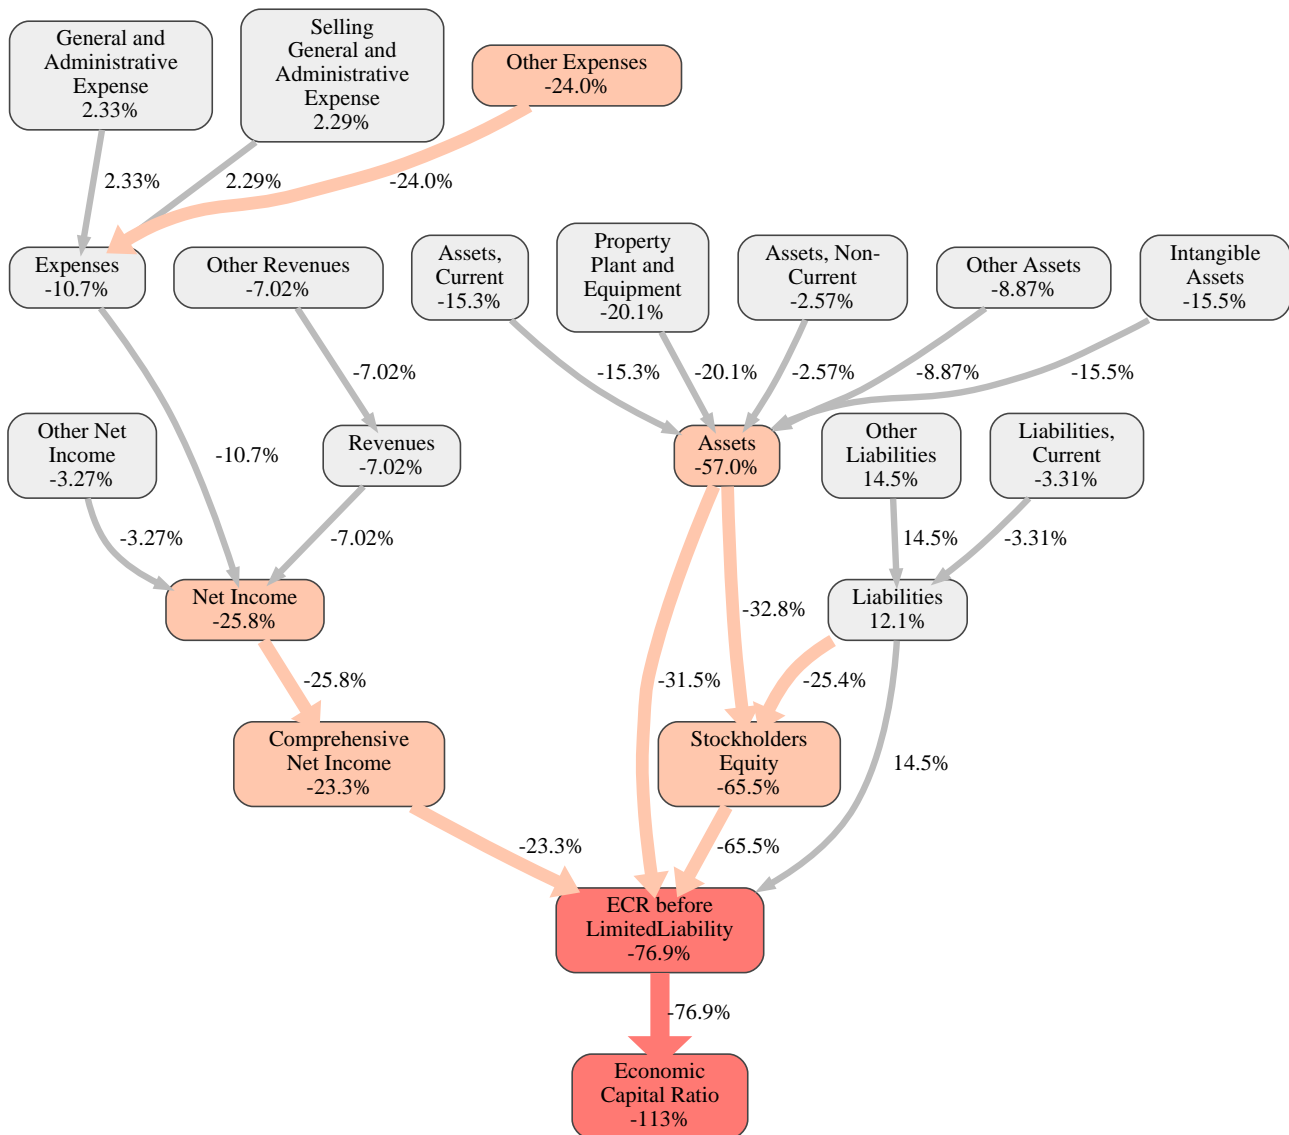 General and
Administrative
Expense
2.33%
Selling
General and
Administrative
Expense
2.29%
Other Expenses
-24.0%
2.33%
2.29%
-24.0%
Expenses
-10.7%
Other Revenues
-7.02%
Assets,
Current
-15.3%
Property
Plant and
Equipment
-20.1%
Assets, Non-
Current
-2.57%
Other Assets
-8.87%
Intangible
Assets
-15.5%
-7.02%
-15.3%
-20.1%
-2.57%
-8.87%
-15.5%
Other Net
Income
-3.27%
-10.7%
Revenues
-7.02%
Assets
-57.0%
Other
Liabilities
14.5%
Liabilities,
Current
-3.31%
-3.27%
-7.02%
14.5%
-3.31%
Net Income
-25.8%
-32.8%
Liabilities
12.1%
-25.8%
-31.5%
-25.4%
Comprehensive
Net Income
-23.3%
Stockholders
Equity
-65.5%
14.5%
-23.3%
-65.5%
ECR before
LimitedLiability
-76.9%
-76.9%
Economic
Capital Ratio
-113%